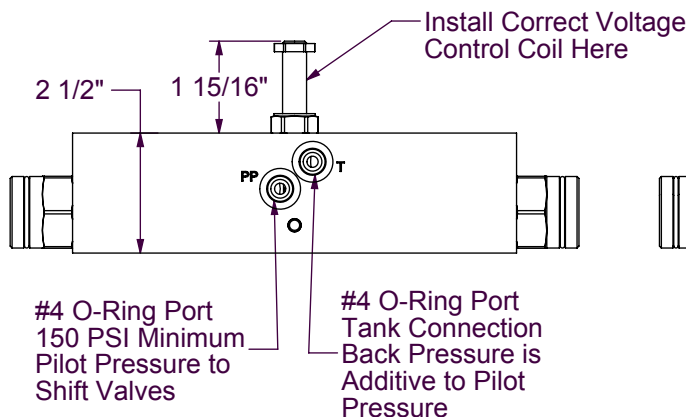 Install Correct Voltage
Control Coil Here
2 1/2"
1 15/16"
PP
T
#4 O-Ring Port
150 PSI Minimum
Pilot Pressure to
Shift Valves
#4 O-Ring Port
Tank Connection
Back Pressure is
Additive to Pilot
Pressure